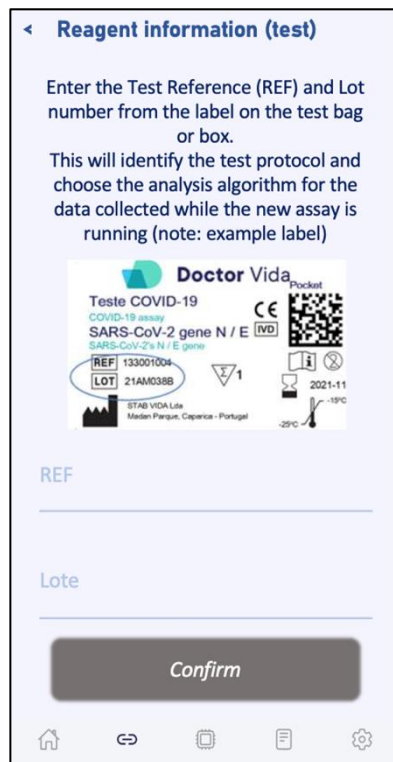 Reagent information (test)
Enter the Test Reference (REF) and Lot
number from the label on the test bag
or box.
This will identify the test protocol and
choose the analysis algorithm for the
data collected while the new assay is
running (note: example label)
Doctor Vida
Pocket
Teste COVID-19
COVID-19 assay
SARS-CoV-2 gene N / E IVD
SARS-CoV-2's N / E gene
REF 133001004
LOT 21AM038B
Σ 1
2021-11
STAB VIDA Lda
Madan Parque, Caparica - Portugal
-15ºC
-25ºC
REF
Lote
Confirm